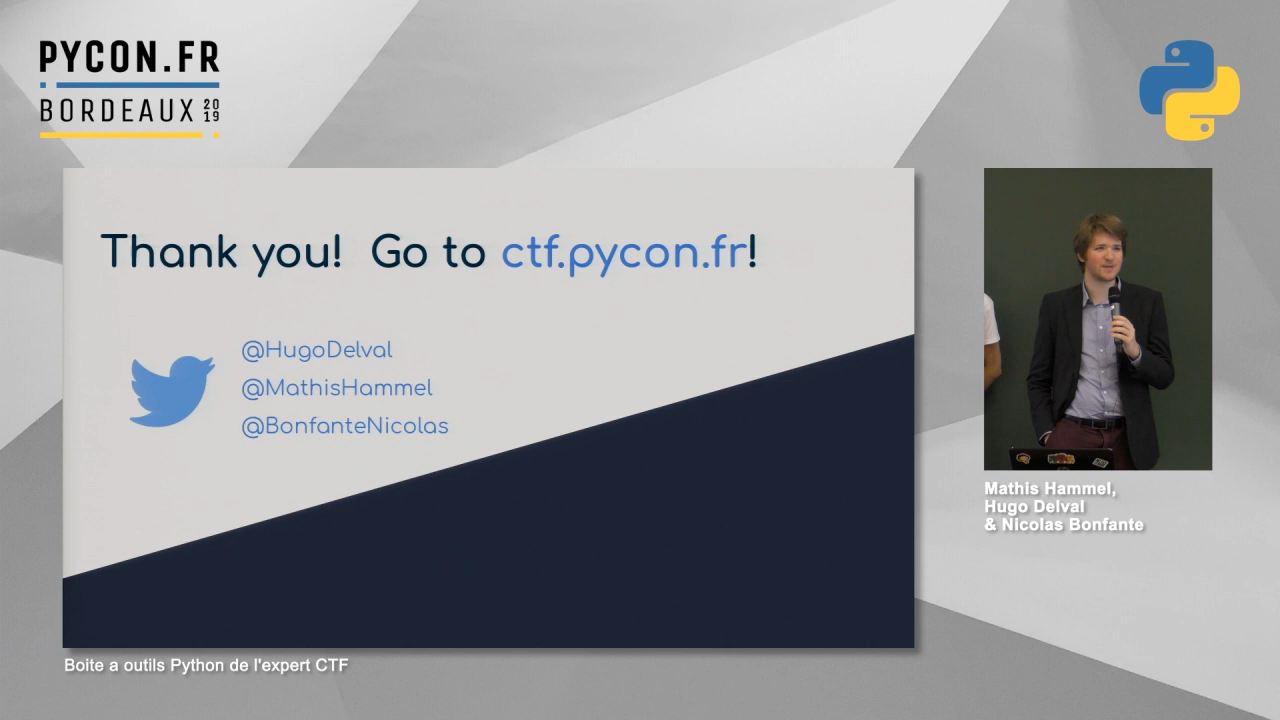 PYCON.FR
BORDEAUX 2019
Thank you! Go to ctf.pycon.fr!
@HugoDelval
@MathisHammel
@BonfanteNicolas
Mathis Hammel,
Hugo Delval
& Nicolas Bonfante
Boite a outils Python de l'expert CTF